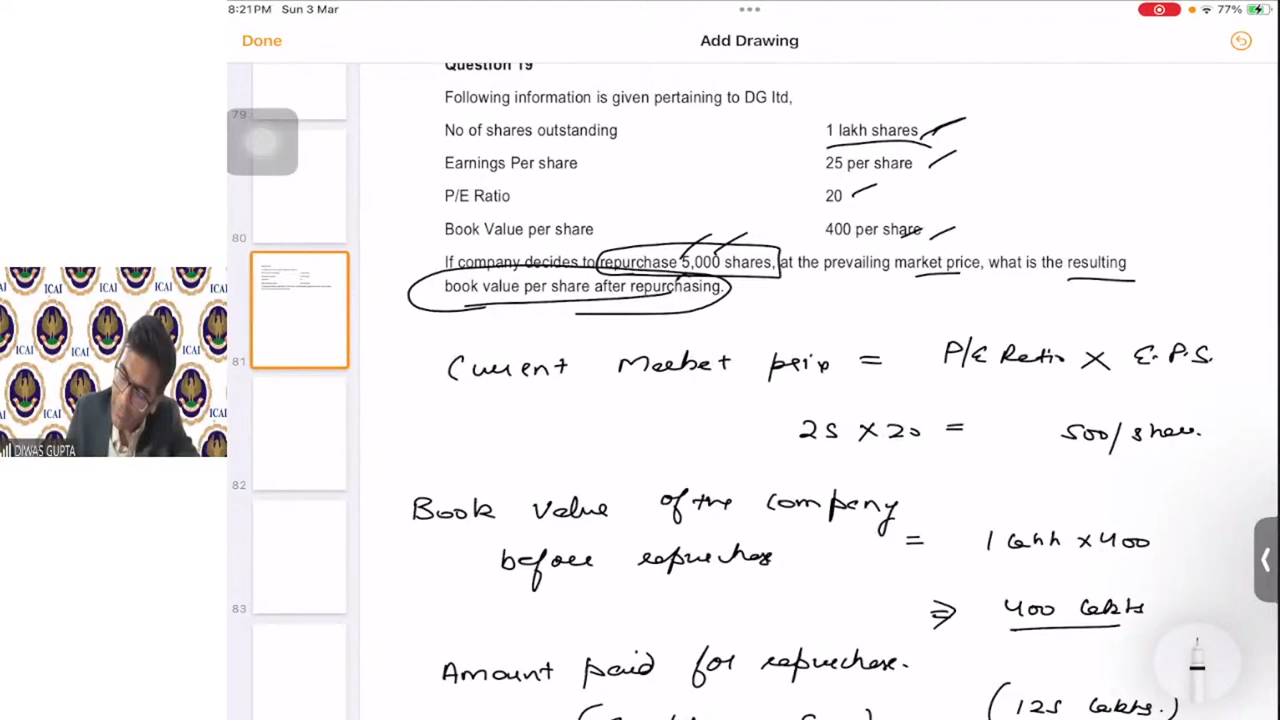 8:21PM Sun 3 Mar
77%
Done
Add Drawing
Question 19
79
Following information is given pertaining to DG ltd,
No of shares outstanding 1 lakh shares
Earnings Per share 25 per share
P/E Ratio 20
80
Book Value per share 400 per share
If company decides to repurchase 5,000 shares, at the prevailing market price, what is the resulting
book value per share after repurchasing.
81
Current Market price = P/E Ratio X E.P.S.
25 X 20 = 500/share.
82
Book Value of the company
before repurchase = 1 lakh x 400
⇒ 400 Lakhs
83
Amount paid for repurchase.
(125 Lakhs.)
ICAI
ICAI
ICAI
ICAI
DIWAS GUPTA